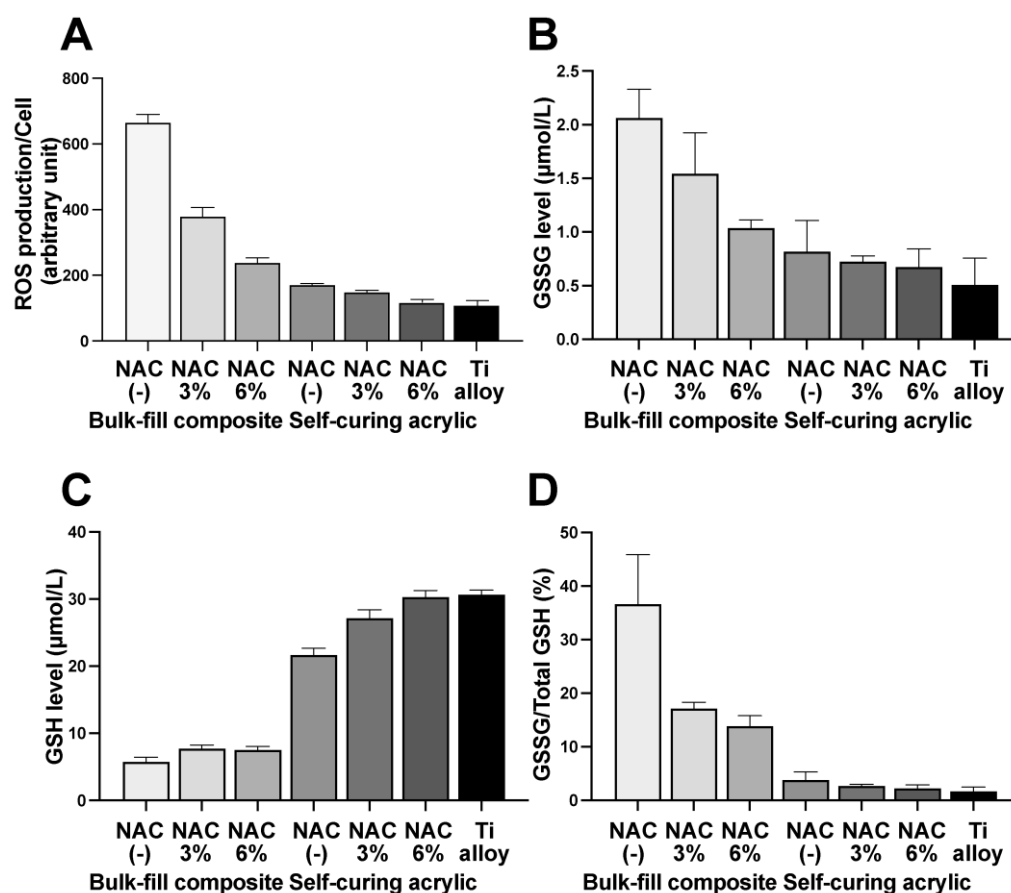 A
ROS production/Cell
(arbitrary unit)
800
600
400
200
0
NAC NAC NAC NAC NAC NAC Ti
(-) 3% 6% (-) 3% 6% alloy
Bulk-fill composite Self-curing acrylic
B
GSSG level (µmol/L)
2.5
2.0
1.5
1.0
0.5
0.0
NAC NAC NAC NAC NAC NAC Ti
(-) 3% 6% (-) 3% 6% alloy
Bulk-fill composite Self-curing acrylic
C
GSH level (µmol/L)
40
30
20
10
0
NAC NAC NAC NAC NAC NAC Ti
(-) 3% 6% (-) 3% 6% alloy
Bulk-fill composite Self-curing acrylic
D
GSSG/Total GSH (%)
50
40
30
20
10
0
NAC NAC NAC NAC NAC NAC Ti
(-) 3% 6% (-) 3% 6% alloy
Bulk-fill composite Self-curing acrylic